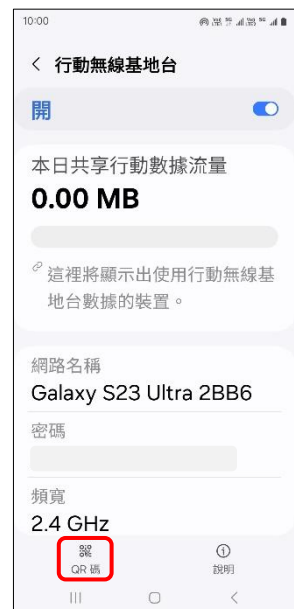 10:00
行動無線基地台
開
本日共享行動數據流量
0.00 MB
這裡將顯示出使用行動無線基
地台數據的裝置。
網路名稱
Galaxy S23 Ultra 2BB6
密碼
頻寬
2.4 GHz
QR 碼
說明